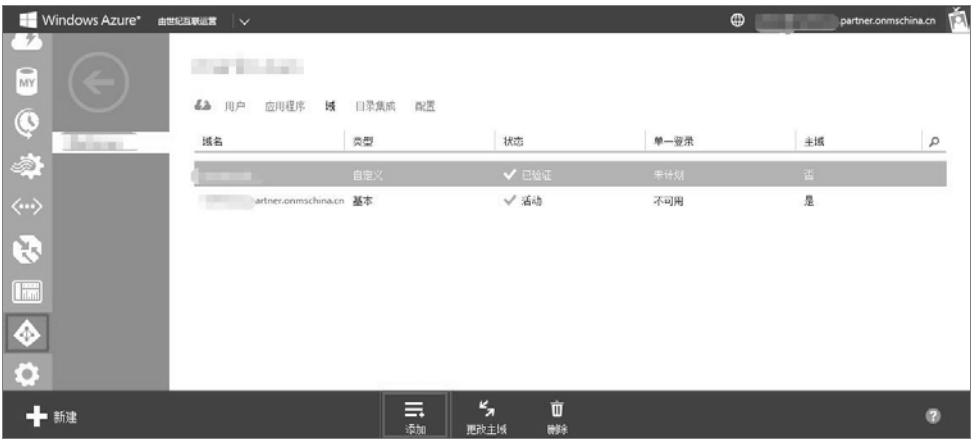 Windows Azure* 由世纪互联运营 partner.onmschina.cn
MY
用户 应用程序 域 目录集成 配置
域名 类型 状态 单一登录 主域
自定义 已验证 未计划 否
artner.onmschina.cn 基本 活动 不可用 是
新建 添加 更改主域 删除 ?